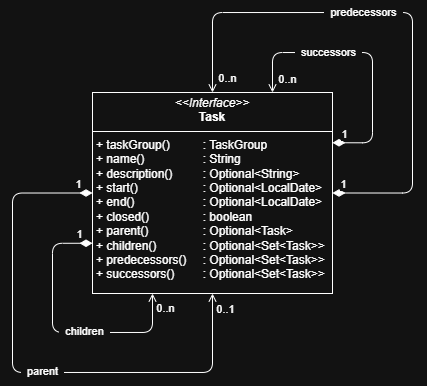 predecessors
successors
0..n
0..n
<<Interface>>
Task
1
+ taskGroup() : TaskGroup
+ name() : String
+ description() : Optional<String>
1
1
+ start() : Optional<LocalDate>
+ end() : Optional<LocalDate>
+ closed() : boolean
+ parent() : Optional<Task>
1
+ children() : Optional<Set<Task>>
+ predecessors() : Optional<Set<Task>>
+ successors() : Optional<Set<Task>>
0..n
0..1
children
parent